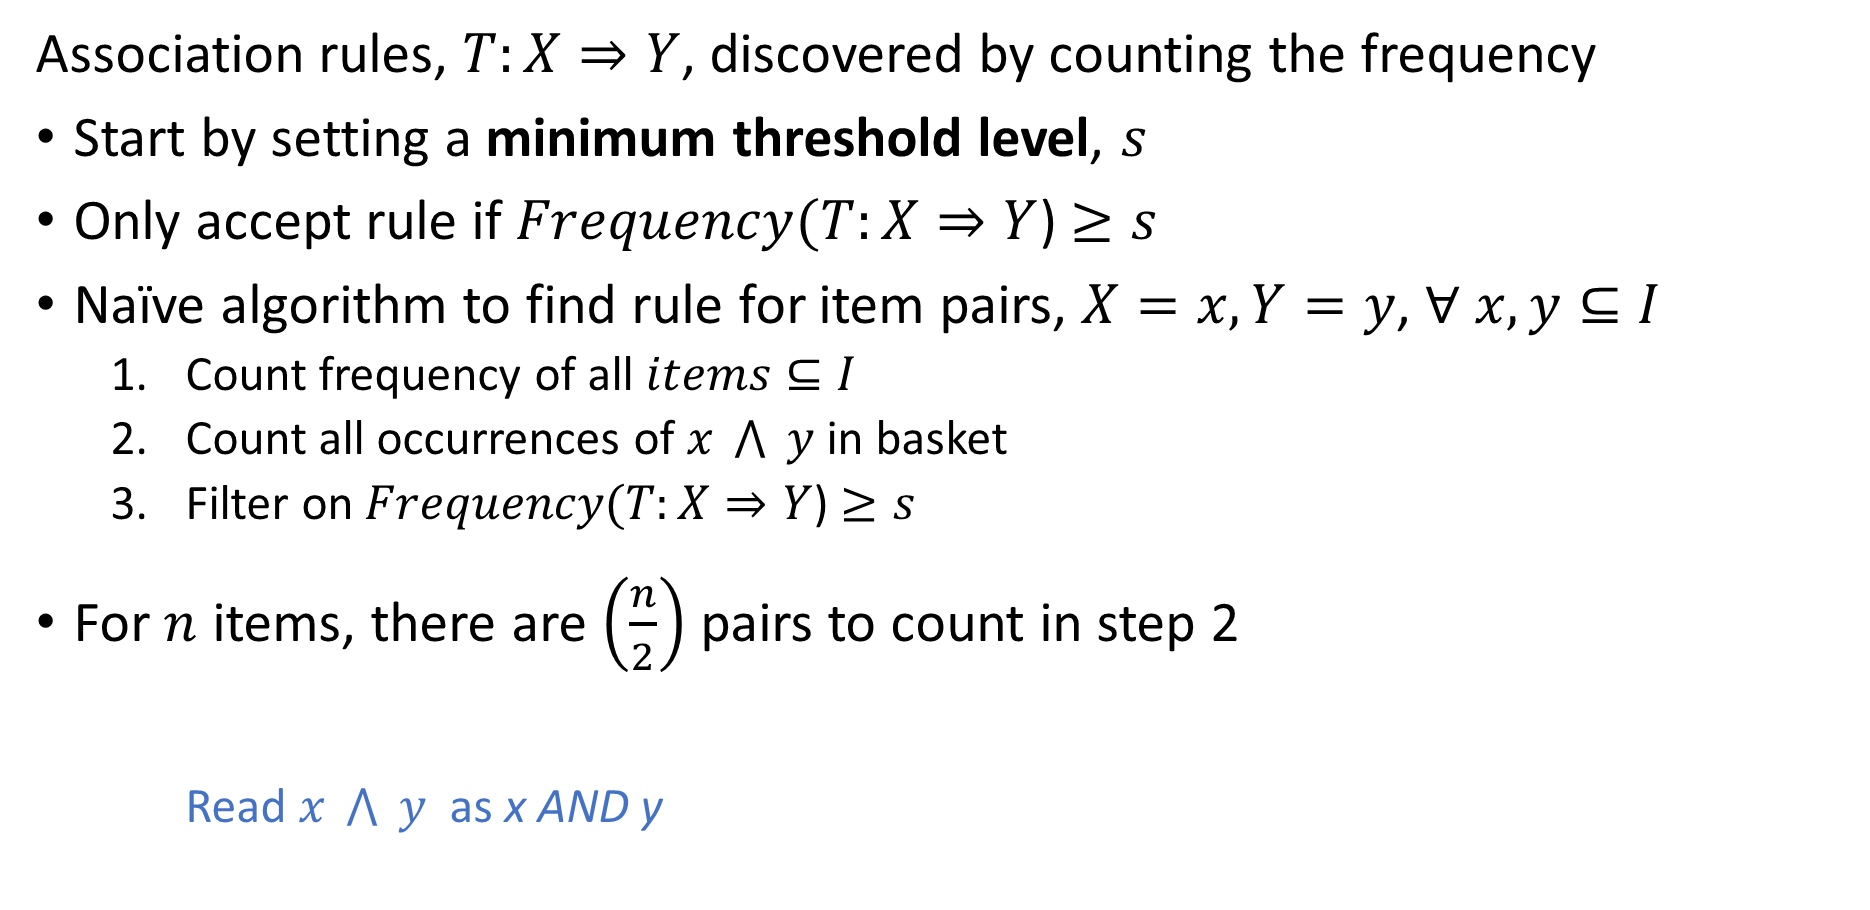 Association rules, T: X ⇒ Y, discovered by counting the frequency
• Start by setting a minimum threshold level, s
• Only accept rule if Frequency(T: X ⇒ Y) ≥ s
• Naïve algorithm to find rule for item pairs, X = x, Y = y, ∀ x, y ⊆ I
1. Count frequency of all items ⊆ I
2. Count all occurrences of x ⋀ y in basket
3. Filter on Frequency(T: X ⇒ Y) ≥ s
• For n items, there are (n/2) pairs to count in step 2
Read x ⋀ y as x AND y